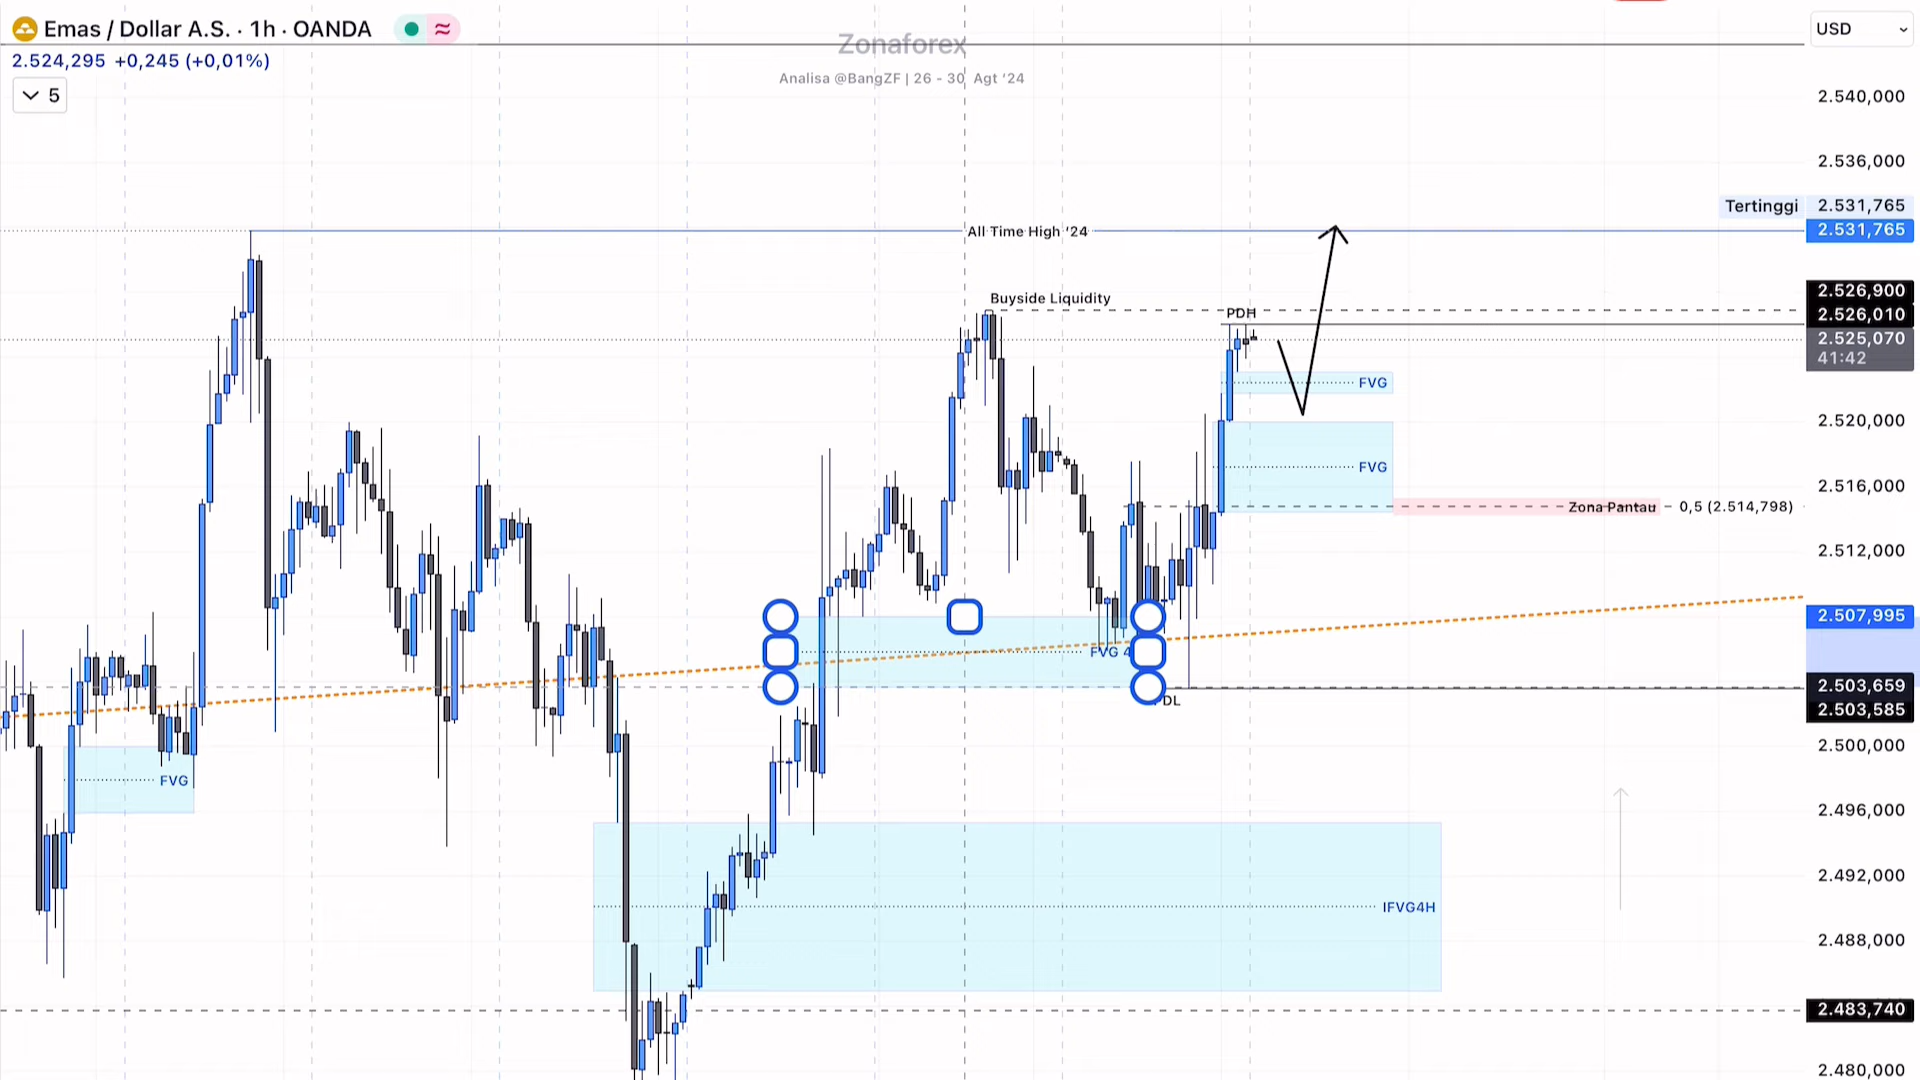 Emas / Dollar A.S. · 1h · OANDA
2.524,295 +0,245 (+0,01%)
5
Zonaforex
Analisa @BangZF | 26 - 30 Agt '24
USD
2.540,000
2.536,000
Tertinggi 2.531,765
All Time High '24 2.531,765
Buyside Liquidity 2.526,900
PDH 2.526,010
2.525,070
41:42
FVG
2.520,000
FVG
2.516,000
Zona Pantau 0,5 (2.514,798)
2.512,000
2.507,995
FVG 4
2.503,659
DL 2.503,585
2.500,000
FVG
2.496,000
2.492,000
IFVG4H
2.488,000
2.483,740
2.480,000